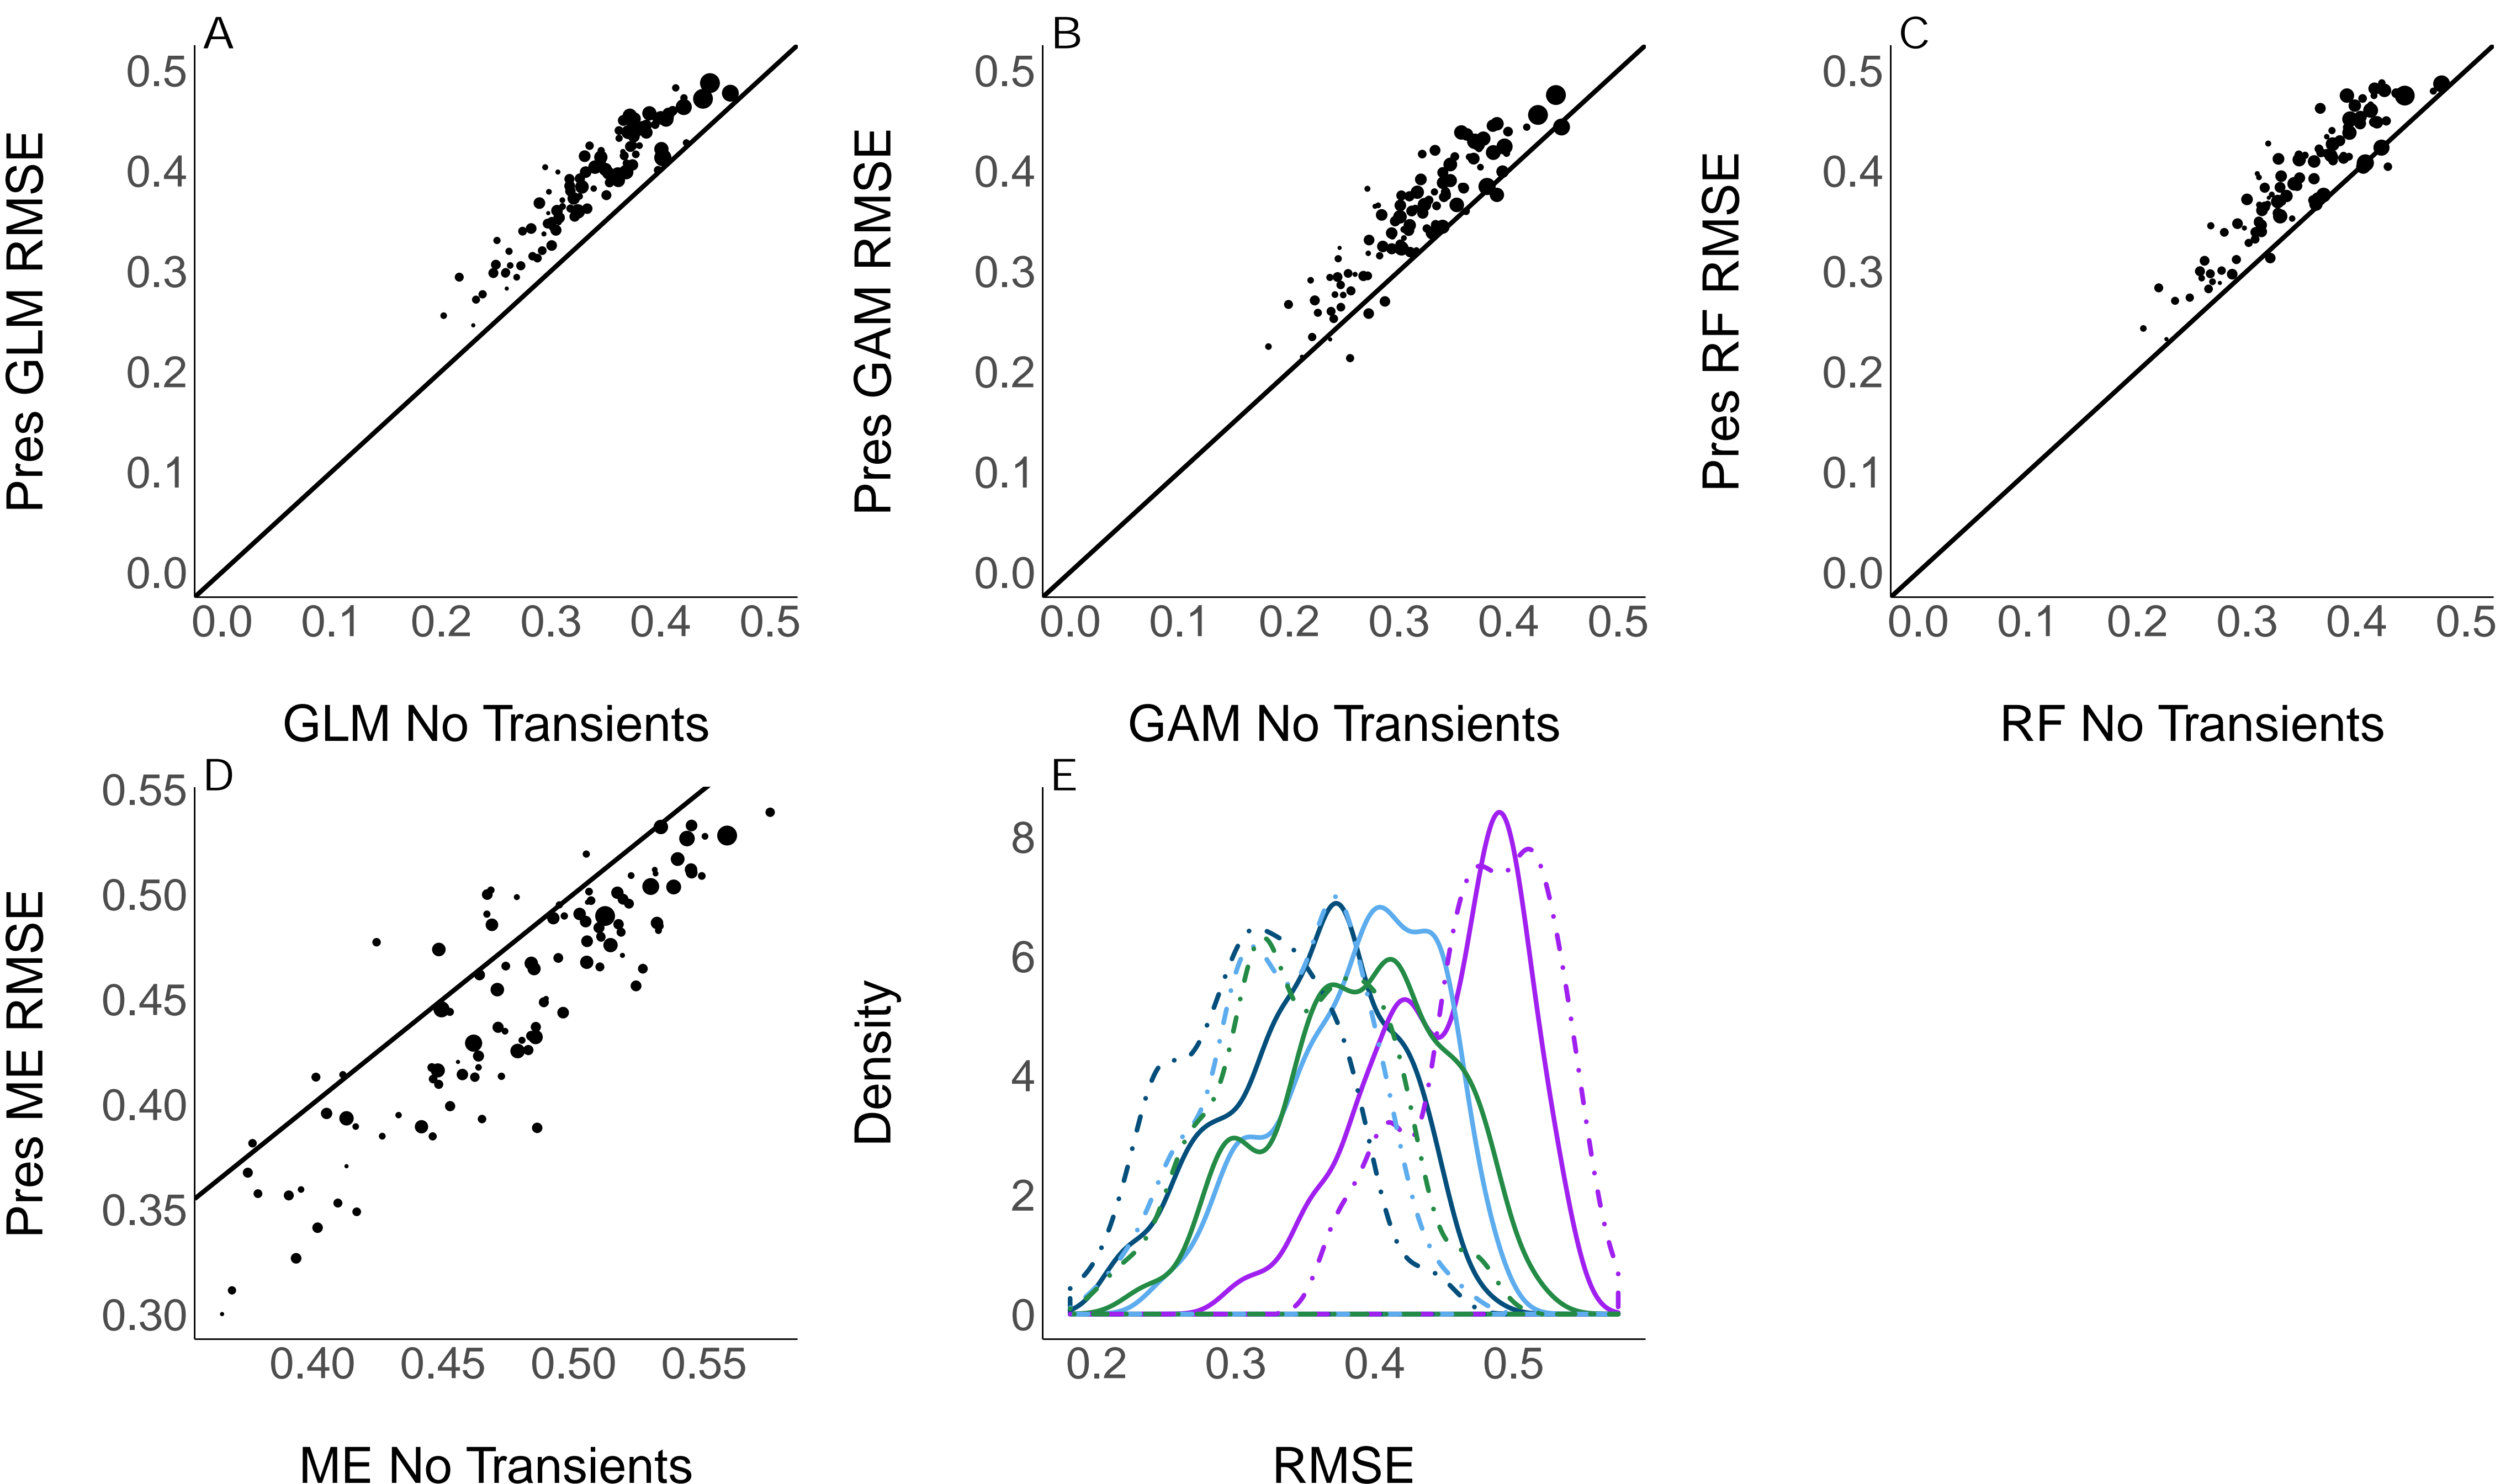 A
Pres GLM RMSE
0.5
0.4
0.3
0.2
0.1
0.0
0.0 0.1 0.2 0.3 0.4 0.5
GLM No Transients
B
Pres GAM RMSE
0.5
0.4
0.3
0.2
0.1
0.0
0.0 0.1 0.2 0.3 0.4 0.5
GAM No Transients
C
Pres RF RMSE
0.5
0.4
0.3
0.2
0.1
0.0
0.0 0.1 0.2 0.3 0.4 0.5
RF No Transients
D
Pres ME RMSE
0.55
0.50
0.45
0.40
0.35
0.30
0.40 0.45 0.50 0.55
ME No Transients
E
Density
8
6
4
2
0
0.2 0.3 0.4 0.5
RMSE